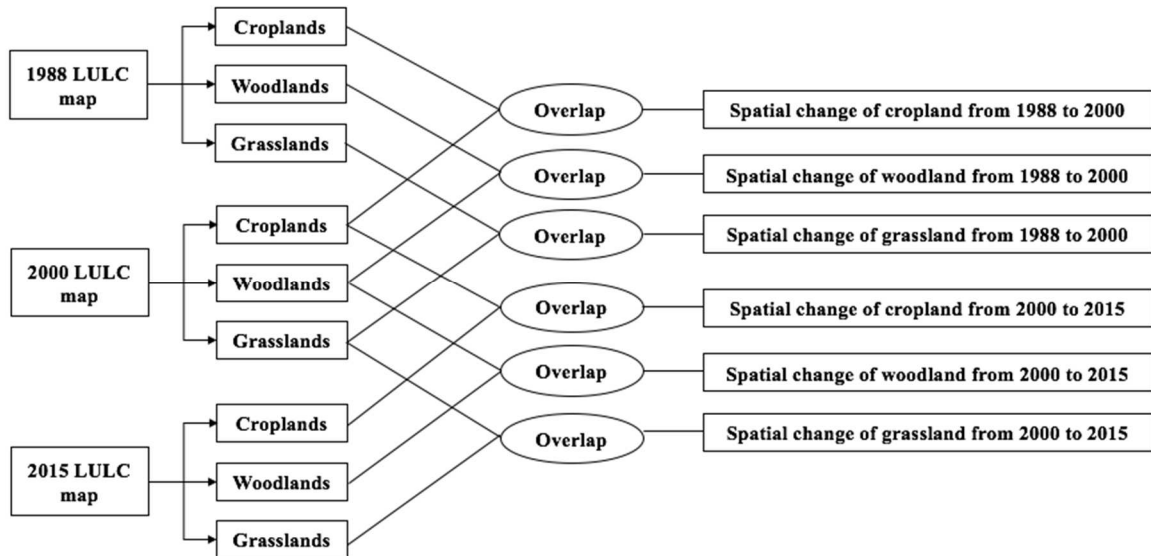 1988 LULC
map
Croplands
Woodlands
Grasslands
2000 LULC
map
Croplands
Woodlands
Grasslands
2015 LULC
map
Croplands
Woodlands
Grasslands
Overlap
Overlap
Overlap
Overlap
Overlap
Overlap
Spatial change of cropland from 1988 to 2000
Spatial change of woodland from 1988 to 2000
Spatial change of grassland from 1988 to 2000
Spatial change of cropland from 2000 to 2015
Spatial change of woodland from 2000 to 2015
Spatial change of grassland from 2000 to 2015